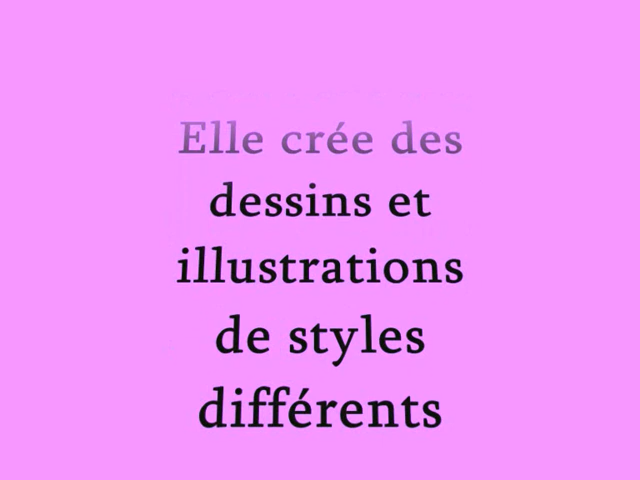 Elle crée des
dessins et
illustrations
de styles
différents